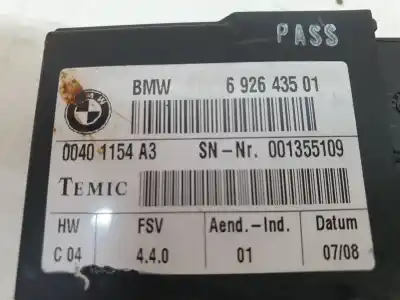 PASS
BMW 6 926 435 01
BMW
0040 1154 A3 SN-Nr. 001355109
TEMIC
HW FSV Aend.-Ind. Datum
C 04 4.4.0 01 07/08